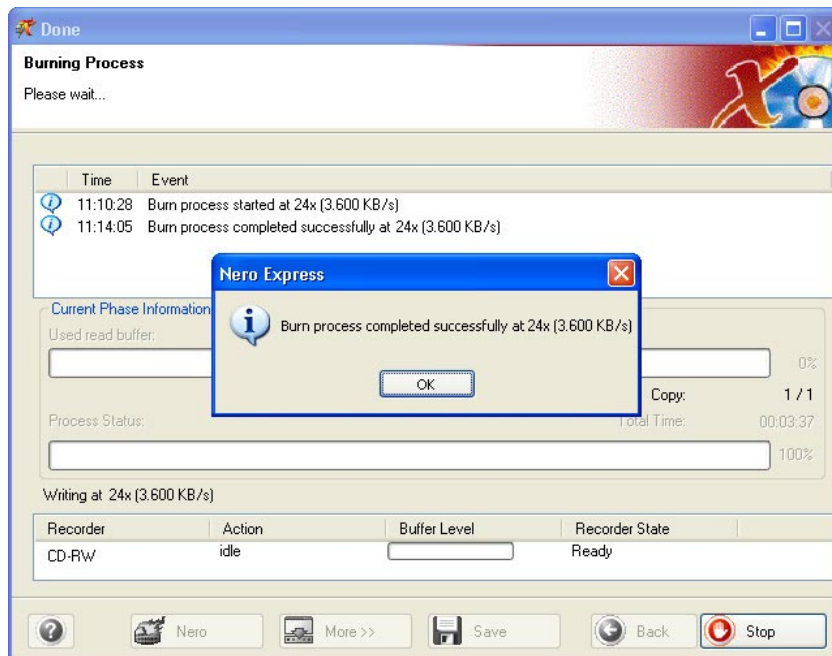 Done
Burning Process
Please wait...
Time Event
11:10:28 Burn process started at 24x (3.600 KB/s)
11:14:05 Burn process completed successfully at 24x (3.600 KB/s)
Nero Express
Burn process completed successfully at 24x (3.600 KB/s)
OK
Current Phase Information
Used read buffer:
0%
Copy: 1 / 1
Process Status: Total Time: 00:03:37
100%
Writing at 24x (3.600 KB/s)
Recorder Action Buffer Level Recorder State
CD-RW idle Ready
Nero More >> Save Back Stop